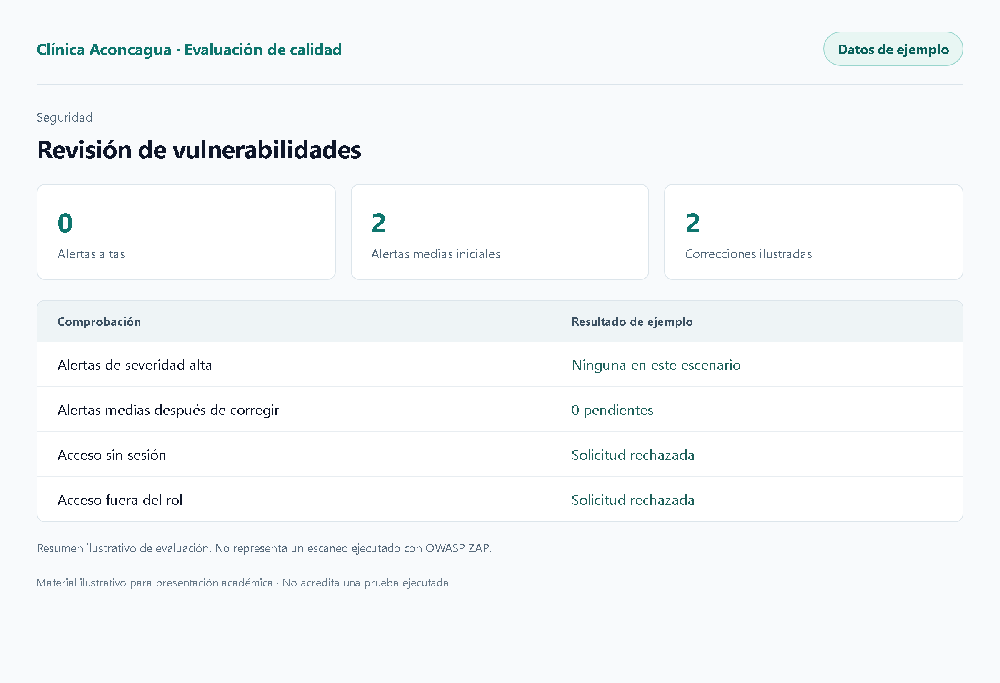 Clínica Aconcagua · Evaluación de calidad
Datos de ejemplo
Seguridad
Revisión de vulnerabilidades
0
Alertas altas
2
Alertas medias iniciales
2
Correcciones ilustradas
Comprobación
Resultado de ejemplo
Alertas de severidad alta
Ninguna en este escenario
Alertas medias después de corregir
0 pendientes
Acceso sin sesión
Solicitud rechazada
Acceso fuera del rol
Solicitud rechazada
Resumen ilustrativo de evaluación. No representa un escaneo ejecutado con OWASP ZAP.
Material ilustrativo para presentación académica · No acredita una prueba ejecutada